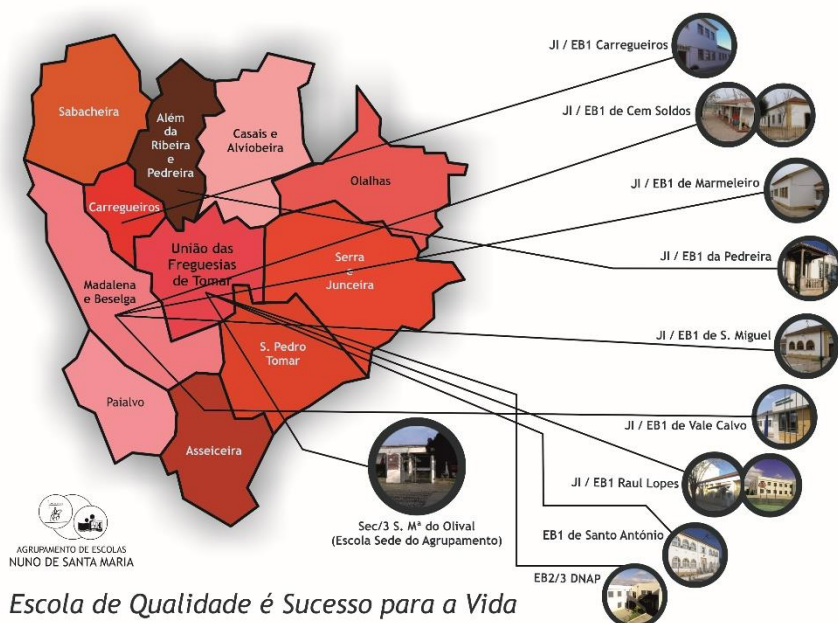 Sabacheira
Além
da
Ribeira
e
Pedreira
Casais e
Alviobeira
Olalhas
Carregueiros
União das
Freguesias
de Tomar
Serra
e
Junceira
Madalena
e Beselga
S. Pedro
Tomar
Paialvo
Asseiceira
JI / EB1 Carregueiros
JI / EB1 de Cem Soldos
JI / EB1 de Marmeleiro
JI / EB1 da Pedreira
JI / EB1 de S. Miguel
JI / EB1 de Vale Calvo
JI / EB1 Raul Lopes
EB1 de Santo António
EB2/3 DNAP
Sec/3 S. Mª do Olival
(Escola Sede do Agrupamento)
AGRUPAMENTO DE ESCOLAS
NUNO DE SANTA MARIA
Escola de Qualidade é Sucesso para a Vida